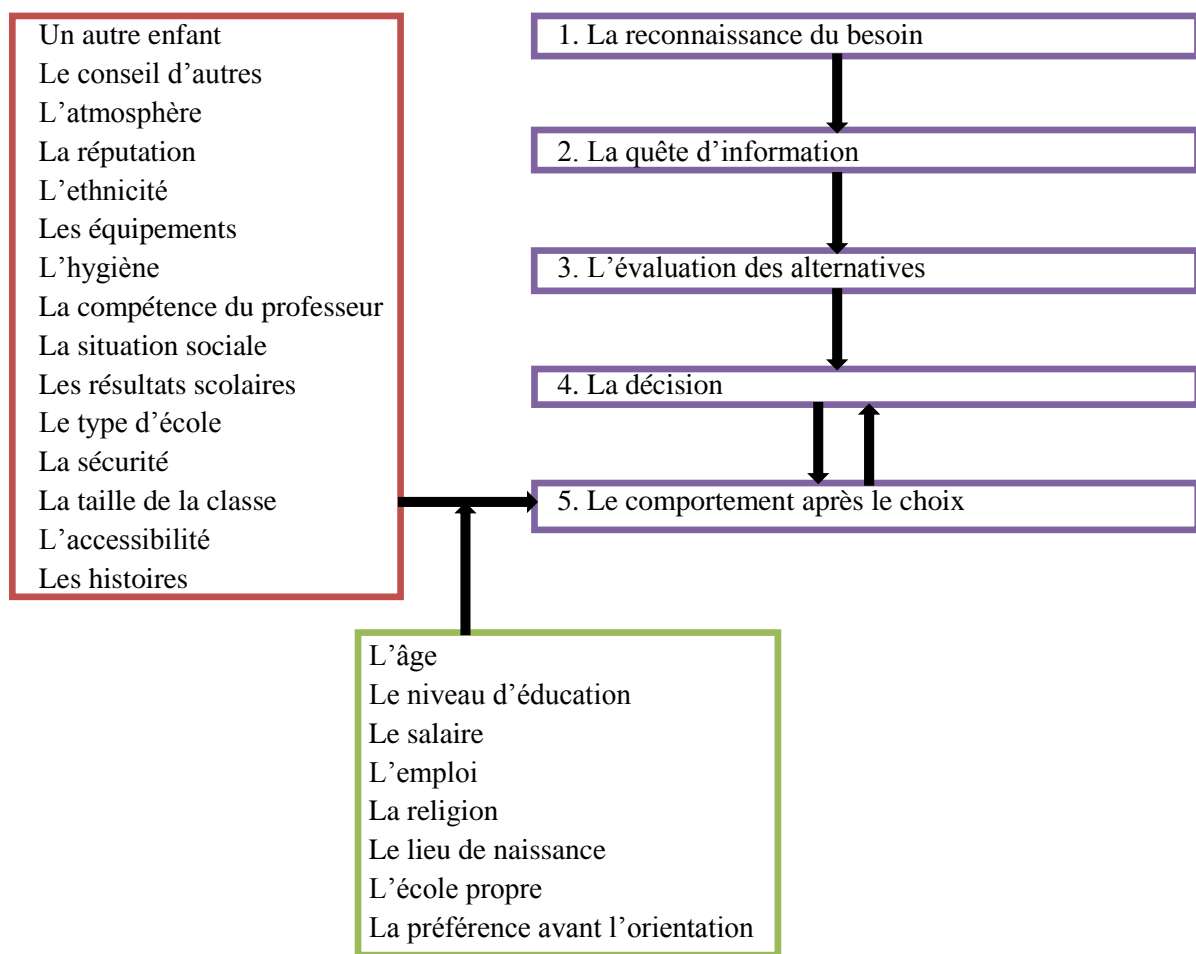 Un autre enfant
Le conseil d’autres
L’atmosphère
La réputation
L’ethnicité
Les équipements
L’hygiène
La compétence du professeur
La situation sociale
Les résultats scolaires
Le type d’école
La sécurité
La taille de la classe
L’accessibilité
Les histoires
1. La reconnaissance du besoin
2. La quête d’information
3. L’évaluation des alternatives
4. La décision
5. Le comportement après le choix
L’âge
Le niveau d’éducation
Le salaire
L’emploi
La religion
Le lieu de naissance
L’école propre
La préférence avant l’orientation